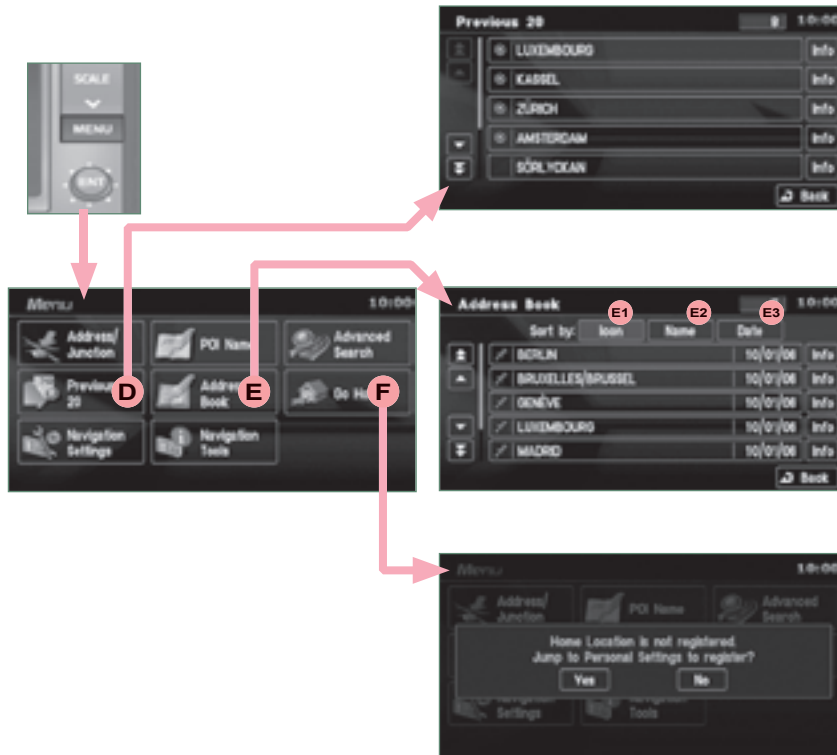 SCALE
MENU
ENT
Previous 20
10:00
LUXEMBOURG
Info
KASSEL
Info
ZÜRICH
Info
AMSTERDAM
Info
SÖRLYCKAN
Info
Back
Menu
10:00
Address/
Junction
POI Name
Advanced
Search
Previous
20
D
Address
Book
E
Go
F
Navigation
Settings
Navigation
Tools
Address Book
10:00
Sort by:
Icon
E1
Name
E2
Date
E3
BERLIN
10/01/06
Info
BRUXELLES/BRUSSEL
10/01/06
Info
GENÈVE
10/01/06
Info
LUXEMBOURG
10/01/06
Info
MADRID
10/01/06
Info
Back
Menu
10:00
Address/
Junction
POI Name
Advanced
Search
Home Location is not registered.
Jump to Personal Settings to register?
Yes
No
Navigation
Settings
Tools